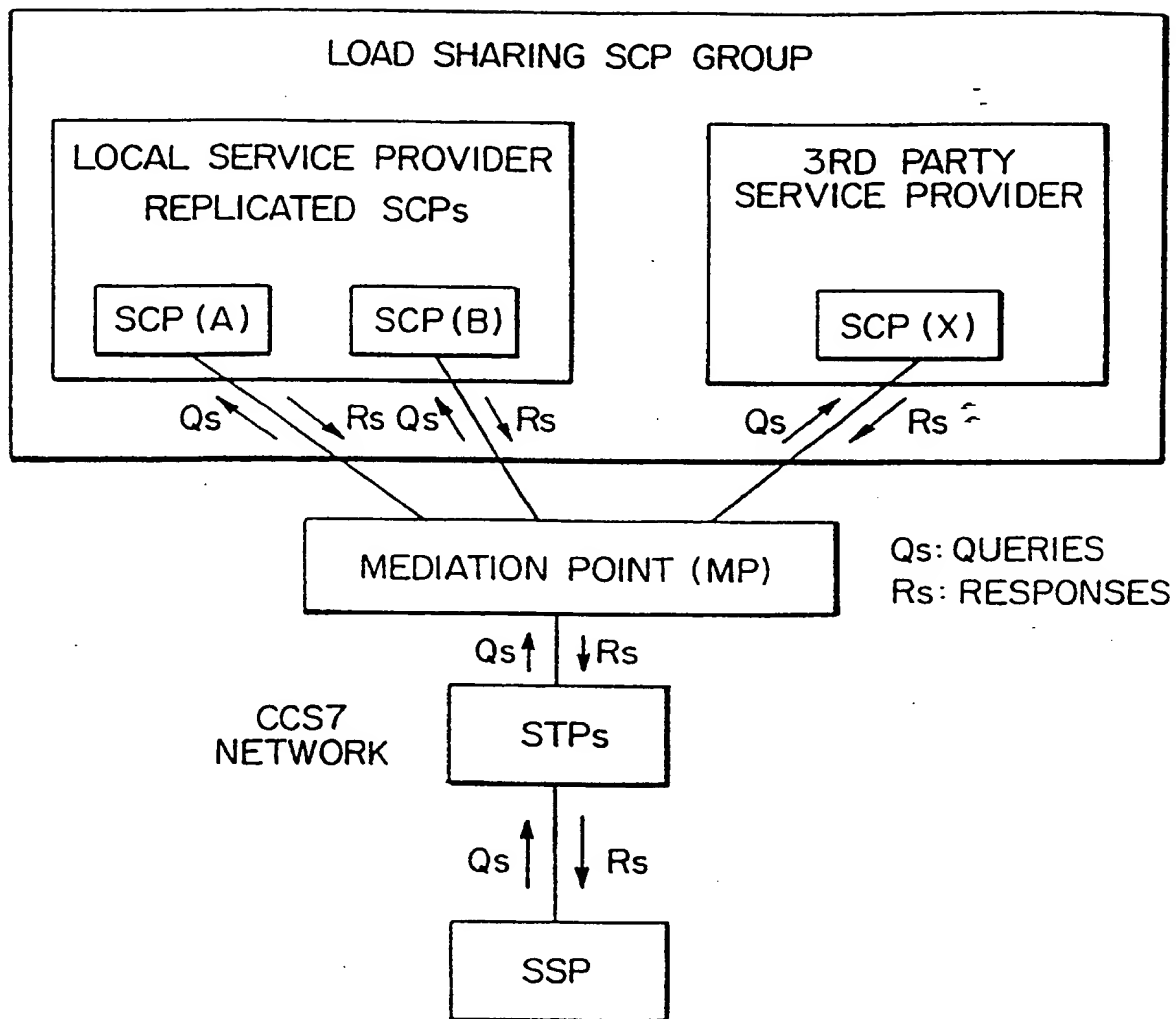 LOAD SHARING SCP GROUP
LOCAL SERVICE PROVIDER
REPLICATED SCPs
3RD PARTY
SERVICE PROVIDER
SCP (A)
SCP (B)
SCP (X)
Qs
Rs
Qs
Rs
Qs
Rs
MEDIATION POINT (MP)
Qs: QUERIES
Rs: RESPONSES
Qs
Rs
CCS7
NETWORK
STPs
Qs
Rs
SSP